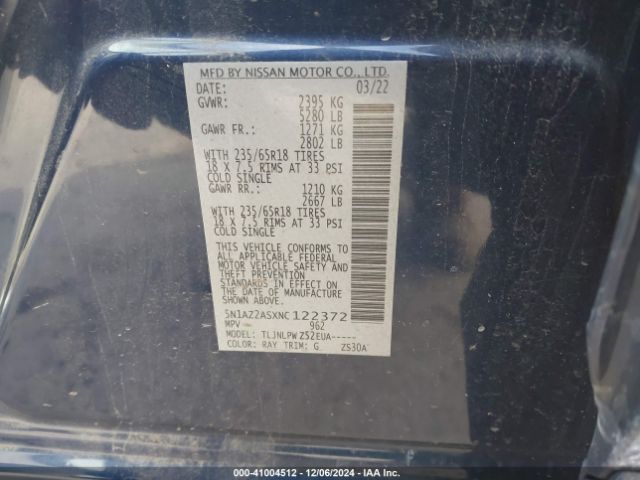 MFD BY NISSAN MOTOR CO., LTD.
DATE: 03/22
GVWR: 2395 KG
5280 LB
GAWR FR.: 1271 KG
2802 LB
WITH 235/65R18 TIRES
18 X 7.5 RIMS AT 33 PSI
COLD SINGLE
GAWR RR.: 1210 KG
2667 LB
WITH 235/65R18 TIRES
18 X 7.5 RIMS AT 33 PSI
COLD SINGLE
THIS VEHICLE CONFORMS TO
ALL APPLICABLE FEDERAL
MOTOR VEHICLE SAFETY AND
THEFT PREVENTION
STANDARDS IN EFFECT ON
THE DATE OF MANUFACTURE
SHOWN ABOVE.
5N1AZ2ASXNC122372
MPV 962
MODEL: TLJNLPWZS2EUA-----
COLOR: RAY TRIM: G ZS30A
000-41004512 - 12/06/2024 - IAA Inc.